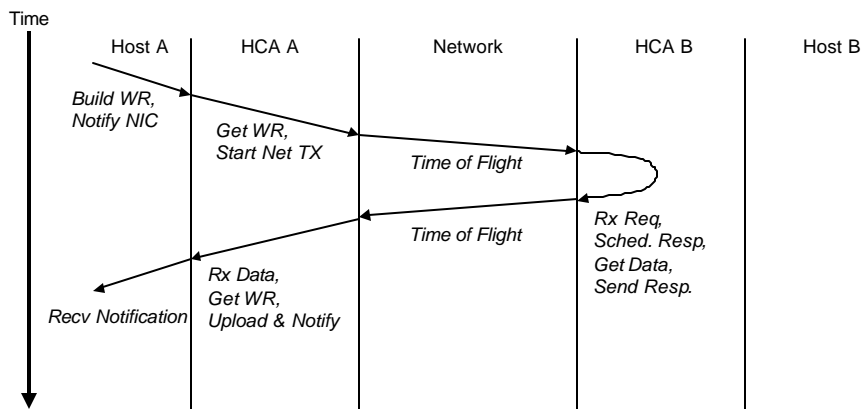 Time
Host A
HCA A
Network
HCA B
Host B
Build WR,
Notify NIC
Get WR,
Start Net TX
Time of Flight
Time of Flight
Rx Req,
Sched. Resp,
Get Data,
Send Resp.
Rx Data,
Get WR,
Upload & Notify
Recv Notification